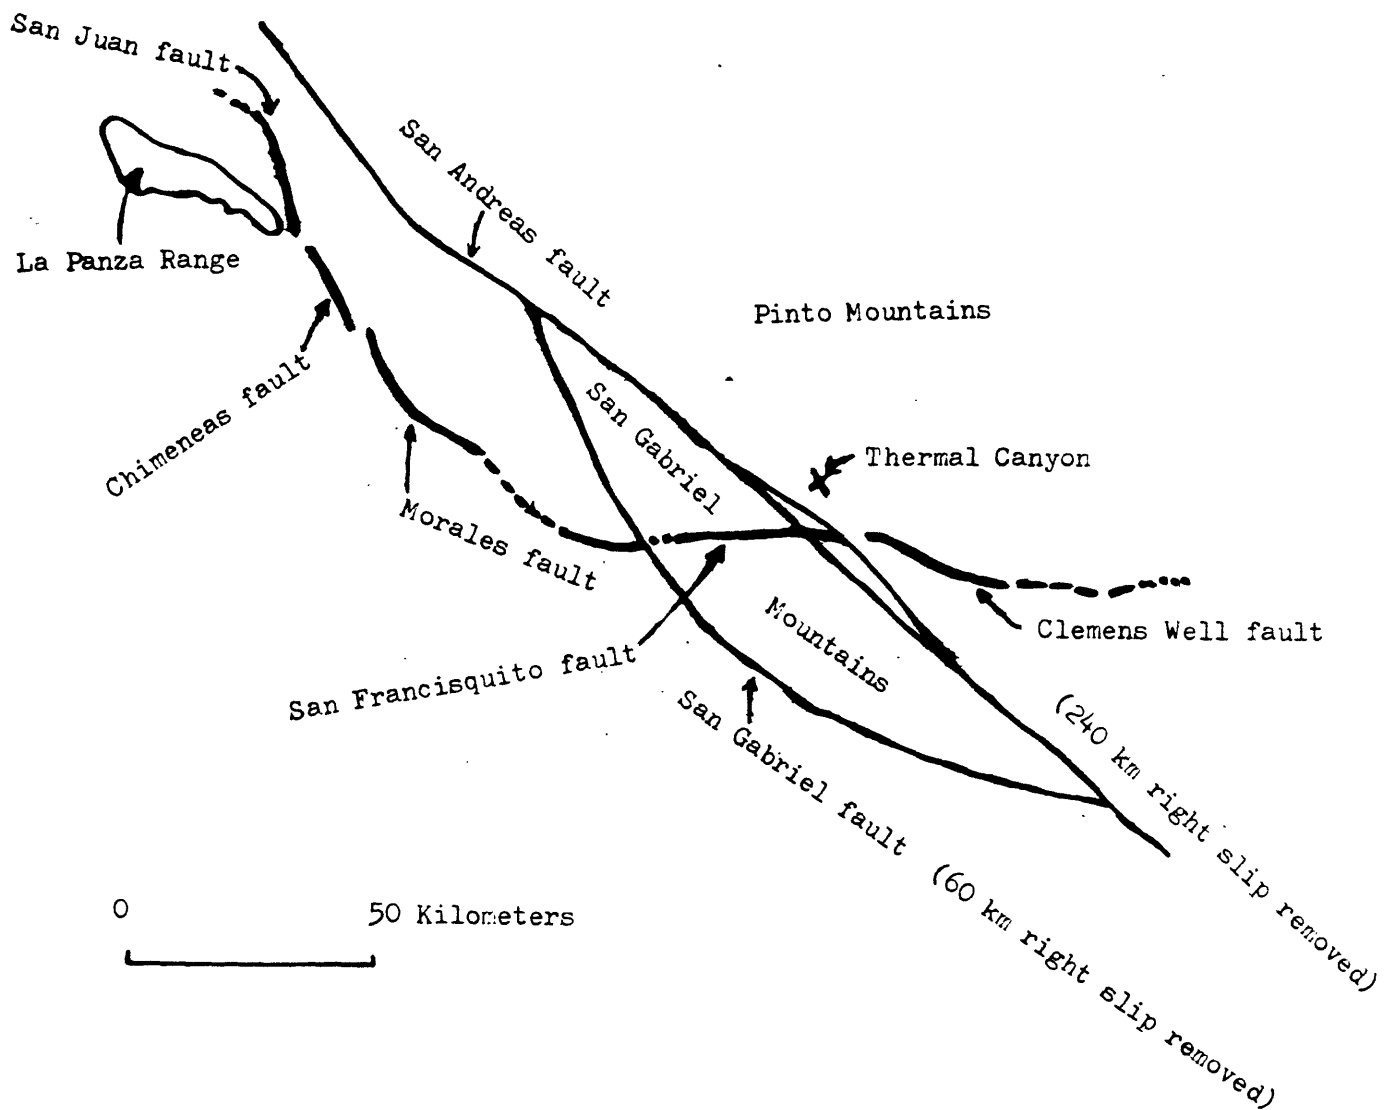 San Juan fault
San Andreas fault
La Panza Range
Pinto Mountains
Chimeneas fault
San Gabriel
Thermal Canyon
Morales fault
Mountains
Clemens Well fault
San Francisquito fault
San Gabriel fault (60 km right slip removed)
(240 km right slip removed)
0 50 Kilometers